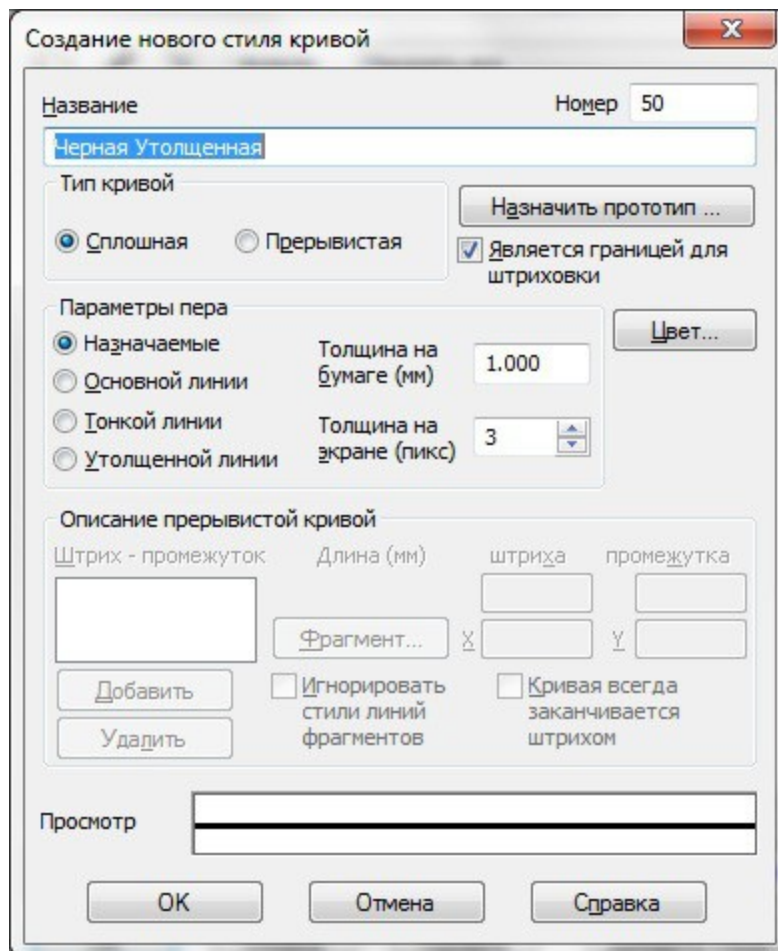 Создание нового стиля кривой
Название
Номер 50
Черная Утолщенная
Тип кривой
Сплошная
Прерывистая
Назначить прототип ...
Является границей для
штриховки
Параметры пера
Назначаемые
Основной линии
Тонкой линии
Утолщенной линии
Толщина на
бумаге (мм)
1.000
Толщина на
экране (пикс)
3
Цвет...
Описание прерывистой кривой
Штрих - промежуток
Длина (мм)
штриха
промежутка
Фрагмент...
X
Y
Добавить
Удалить
Игнорировать
стили линий
фрагментов
Кривая всегда
заканчивается
штрихом
Просмотр
OK
Отмена
Справка